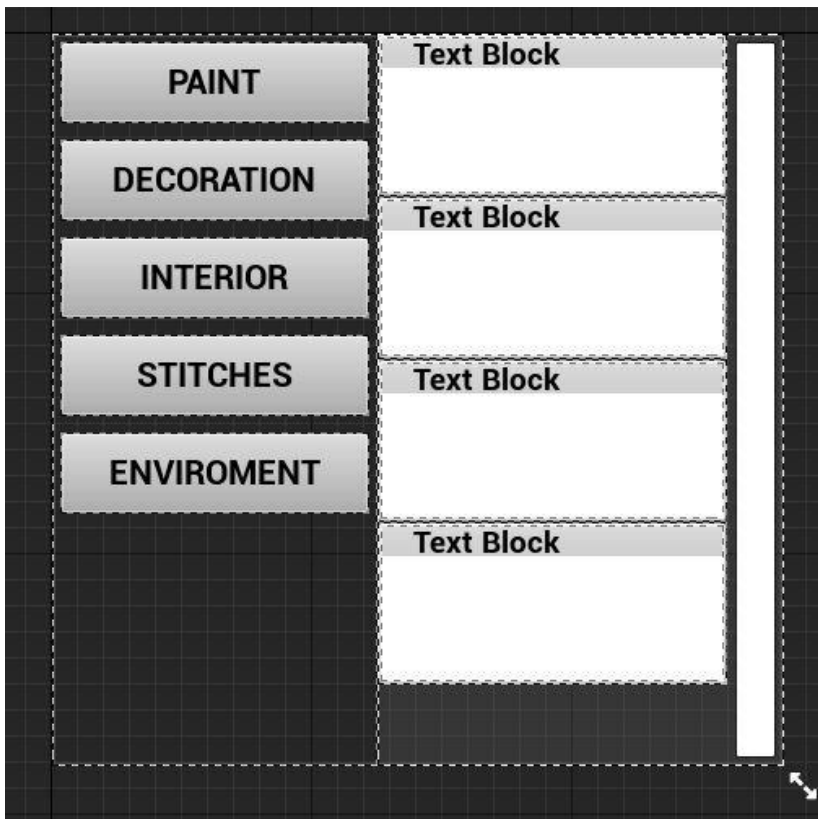 PAINT
DECORATION
INTERIOR
STITCHES
ENVIROMENT
Text Block
Text Block
Text Block
Text Block